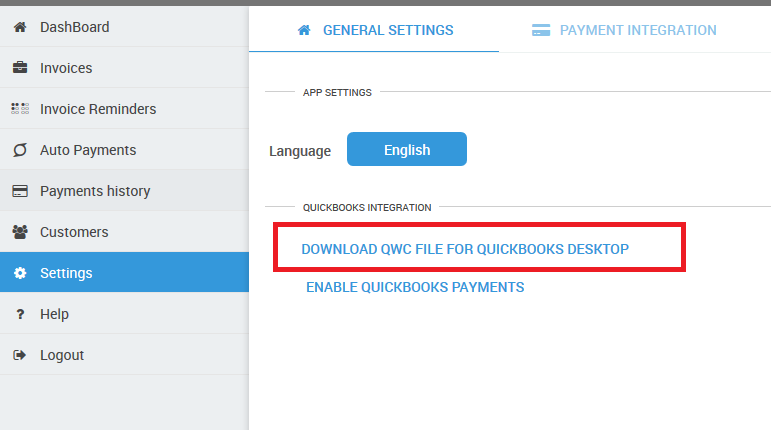 DashBoard
Invoices
Invoice Reminders
Auto Payments
Payments history
Customers
Settings
Help
Logout
GENERAL SETTINGS
PAYMENT INTEGRATION
APP SETTINGS
Language
English
QUICKBOOKS INTEGRATION
DOWNLOAD QWC FILE FOR QUICKBOOKS DESKTOP
ENABLE QUICKBOOKS PAYMENTS